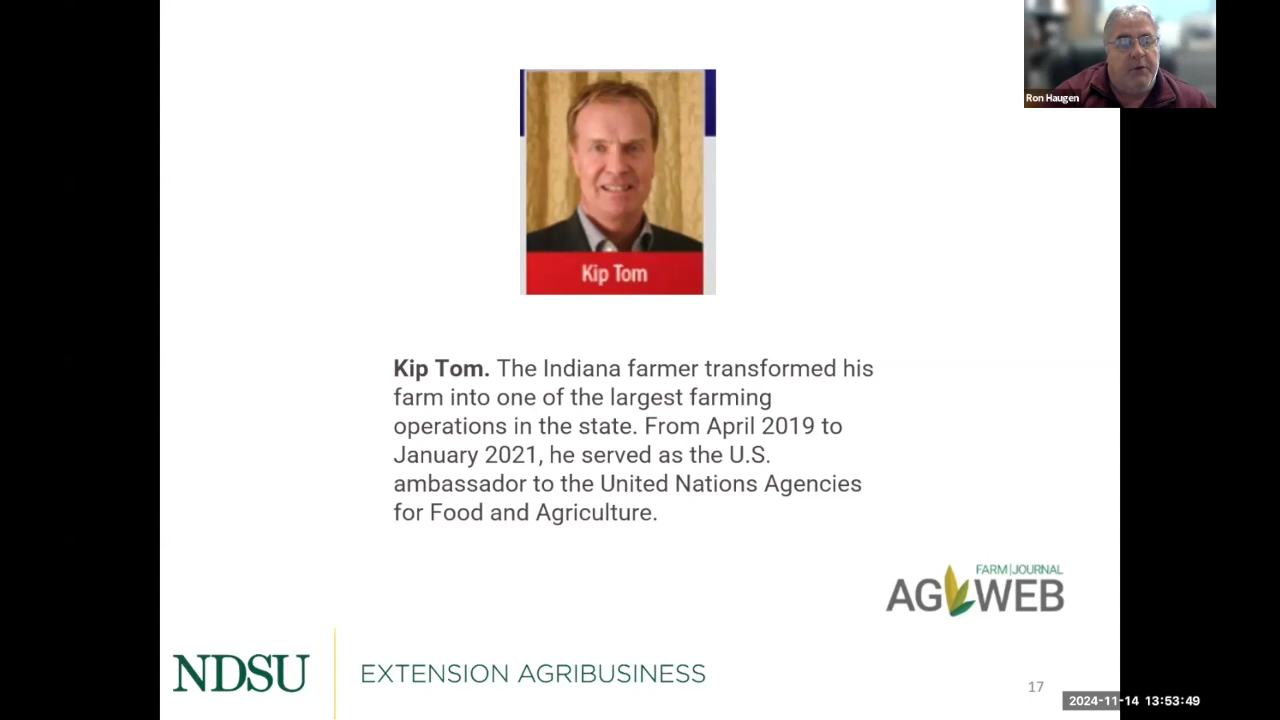 Ron Haugen
Kip Tom
Kip Tom. The Indiana farmer transformed his
farm into one of the largest farming
operations in the state. From April 2019 to
January 2021, he served as the U.S.
ambassador to the United Nations Agencies
for Food and Agriculture.
FARM|JOURNAL
AG WEB
NDSU
EXTENSION AGRIBUSINESS
17
2024-11-14 13:53:49